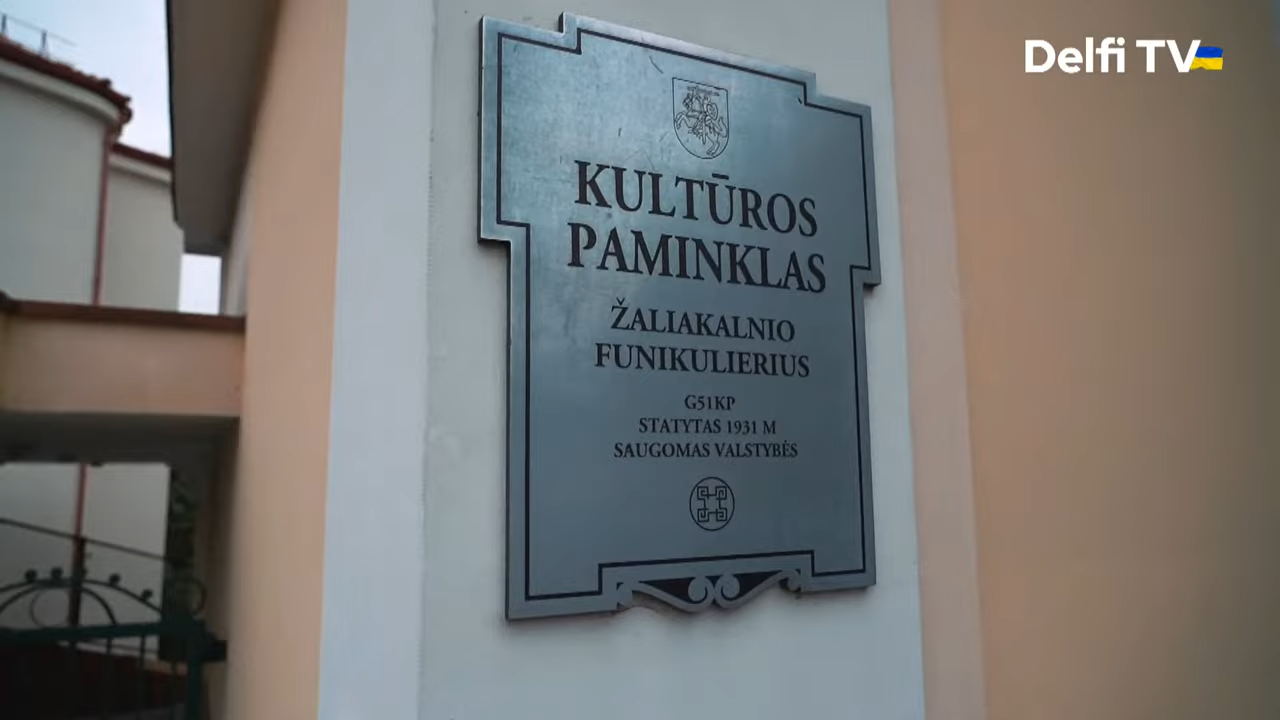 Delfi TV
KULTŪROS
PAMINKLAS
ŽALIAKALNIO
FUNIKULIERIUS
G51KP
STATYTAS 1931 M
SAUGOMAS VALSTYBĖS